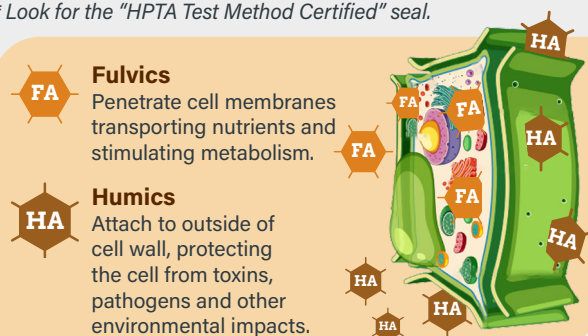 * Look for the “HPTA Test Method Certified” seal.
FA
Fulvics
Penetrate cell membranes
transporting nutrients and
stimulating metabolism.
HA
Humics
Attach to outside of
cell wall, protecting
the cell from toxins,
pathogens and other
environmental impacts.
HA
FA
FA
HA
FA
FA
HA
HA
HA
HA